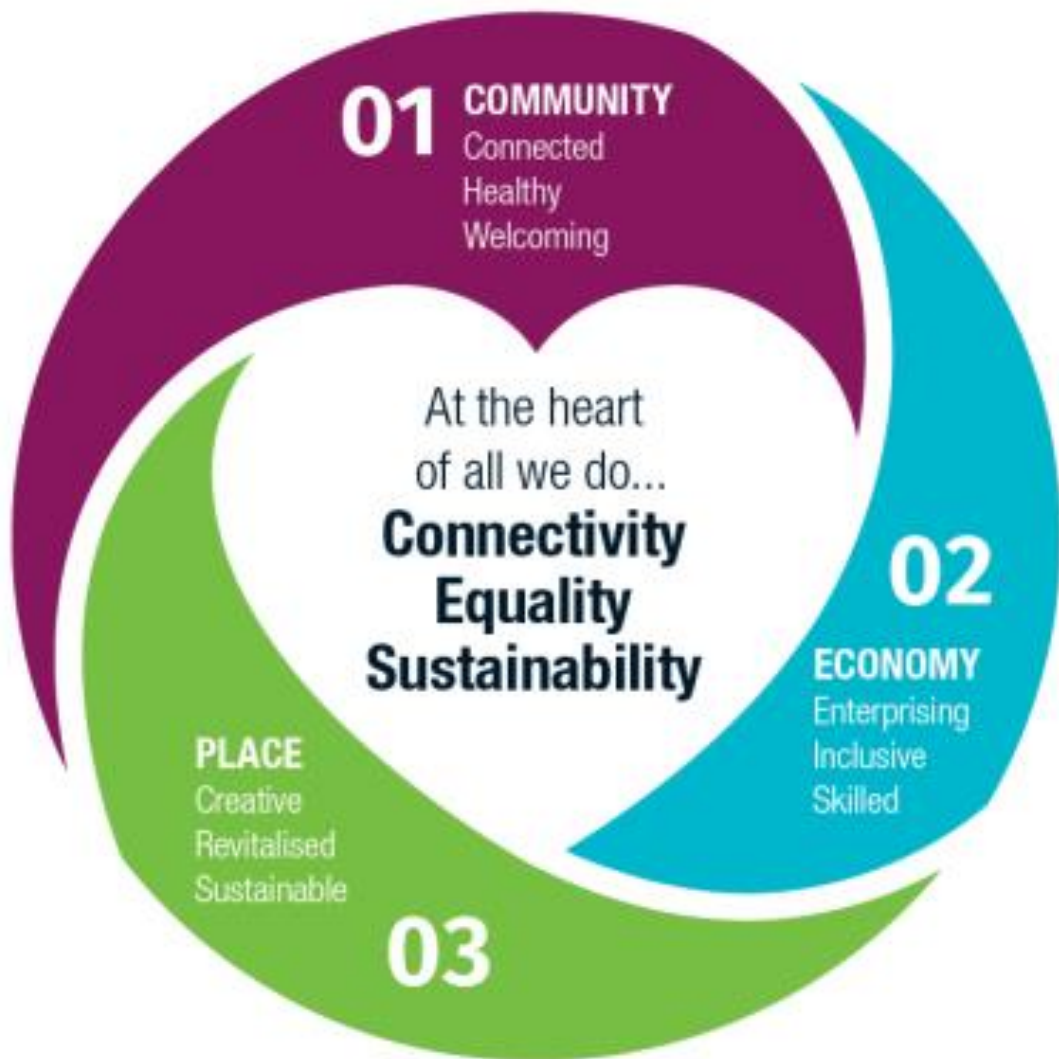 01
COMMUNITY
Connected
Healthy
Welcoming
At the heart
of all we do...
Connectivity
Equality
Sustainability
02
ECONOMY
Enterprising
Inclusive
Skilled
PLACE
Creative
Revitalised
Sustainable
03